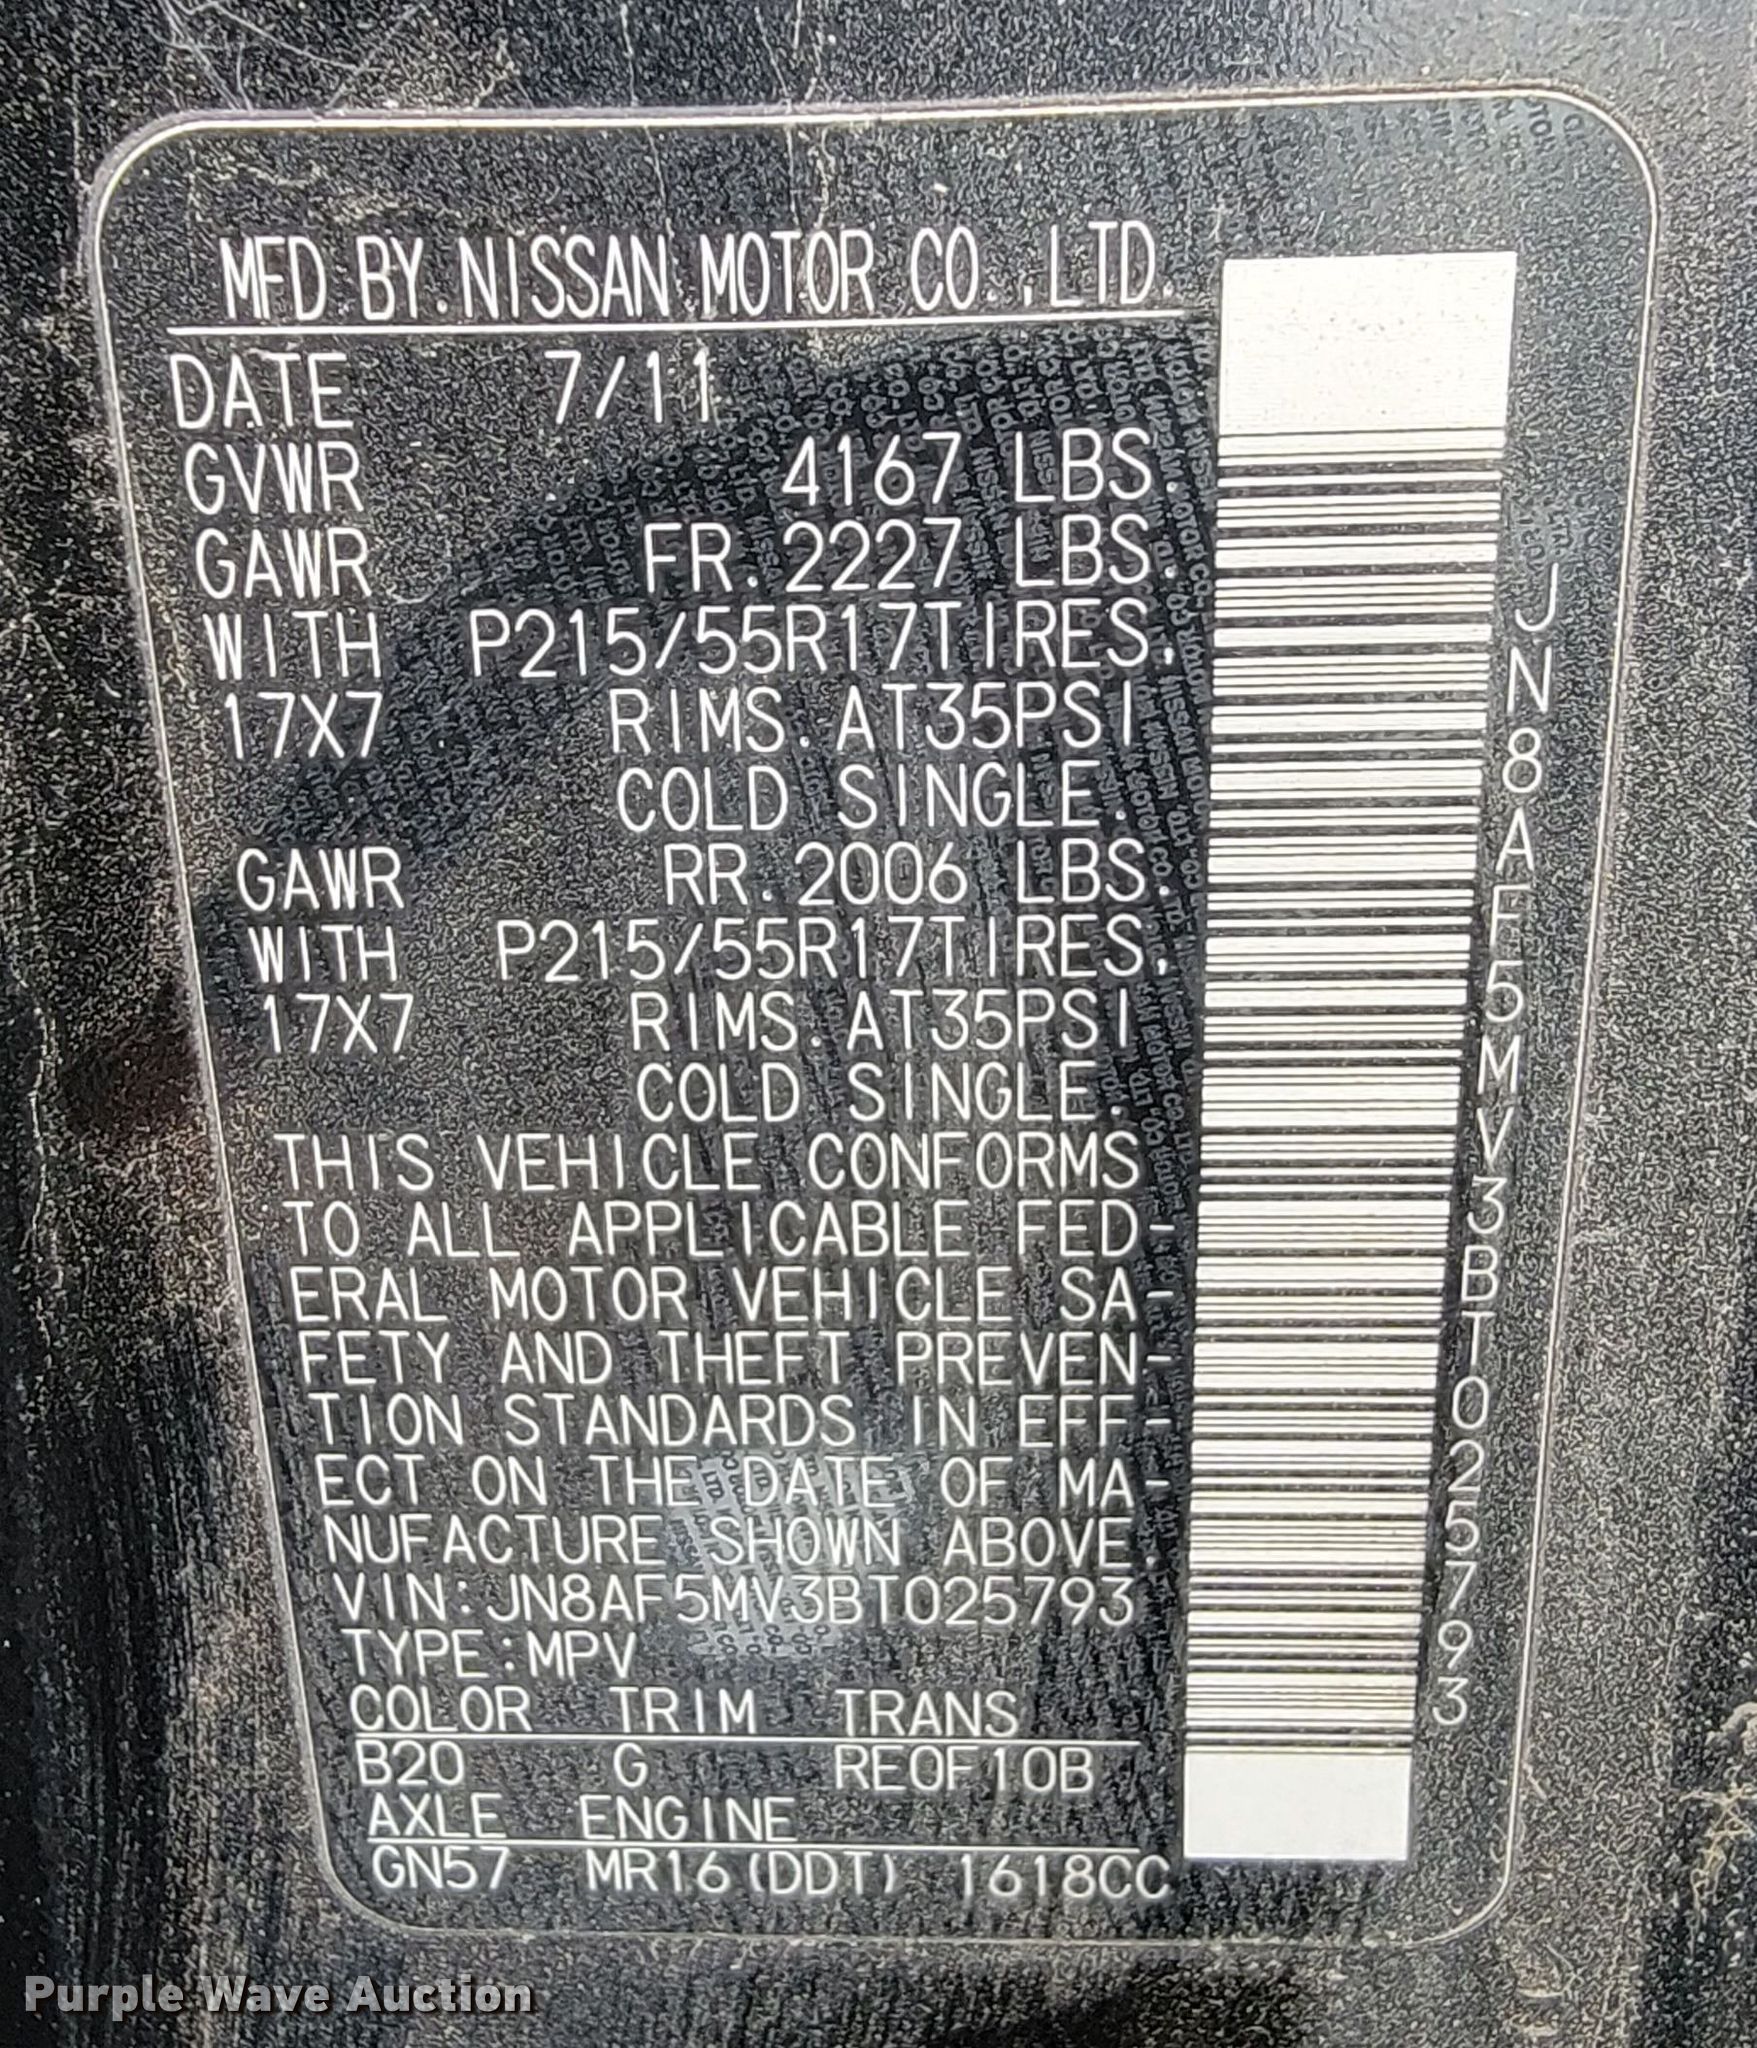 MFD BY NISSAN MOTOR CO.,LTD.
DATE 7/11
GVWR 4167 LBS.
GAWR FR. 2227 LBS.
WITH P215/55R17TIRES,
17X7 RIMS. AT35PSI
COLD SINGLE.
GAWR RR. 2006 LBS.
WITH P215/55R17TIRES,
17X7 RIMS. AT35PSI
COLD SINGLE.
THIS VEHICLE CONFORMS
TO ALL APPLICABLE FED-
ERAL MOTOR VEHICLE SA-
FETY AND THEFT PREVEN-
TION STANDARDS IN EFF-
ECT ON THE DATE OF MA-
NUFACTURE SHOWN ABOVE.
VIN:JN8AF5MV3BT025793
TYPE:MPV
COLOR TRIM TRANS
B20 G RE0F10B
AXLE ENGINE
GN57 MR16(DDT) 1618CC
JN8AF5MV3BT025793
Purple Wave Auction